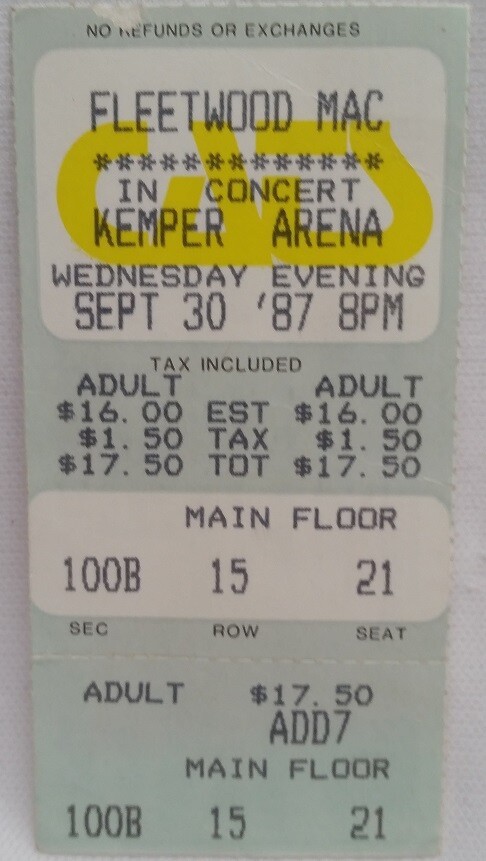 NO REFUNDS OR EXCHANGES
CATS
FLEETWOOD MAC
*************
IN CONCERT
KEMPER ARENA
WEDNESDAY EVENING
SEPT 30 '87 8PM
TAX INCLUDED
ADULT ADULT
$16.00 EST $16.00
$1.50 TAX $1.50
$17.50 TOT $17.50
MAIN FLOOR
100B 15 21
SEC ROW SEAT
ADULT $17.50
ADD7
MAIN FLOOR
100B 15 21